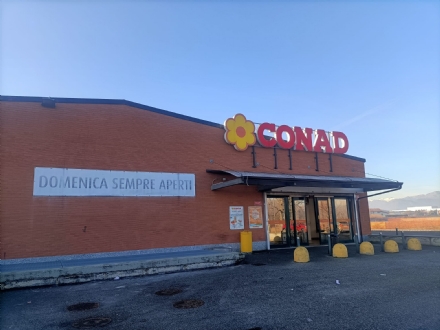 CONAD
DOMENICA SEMPRE APERTI